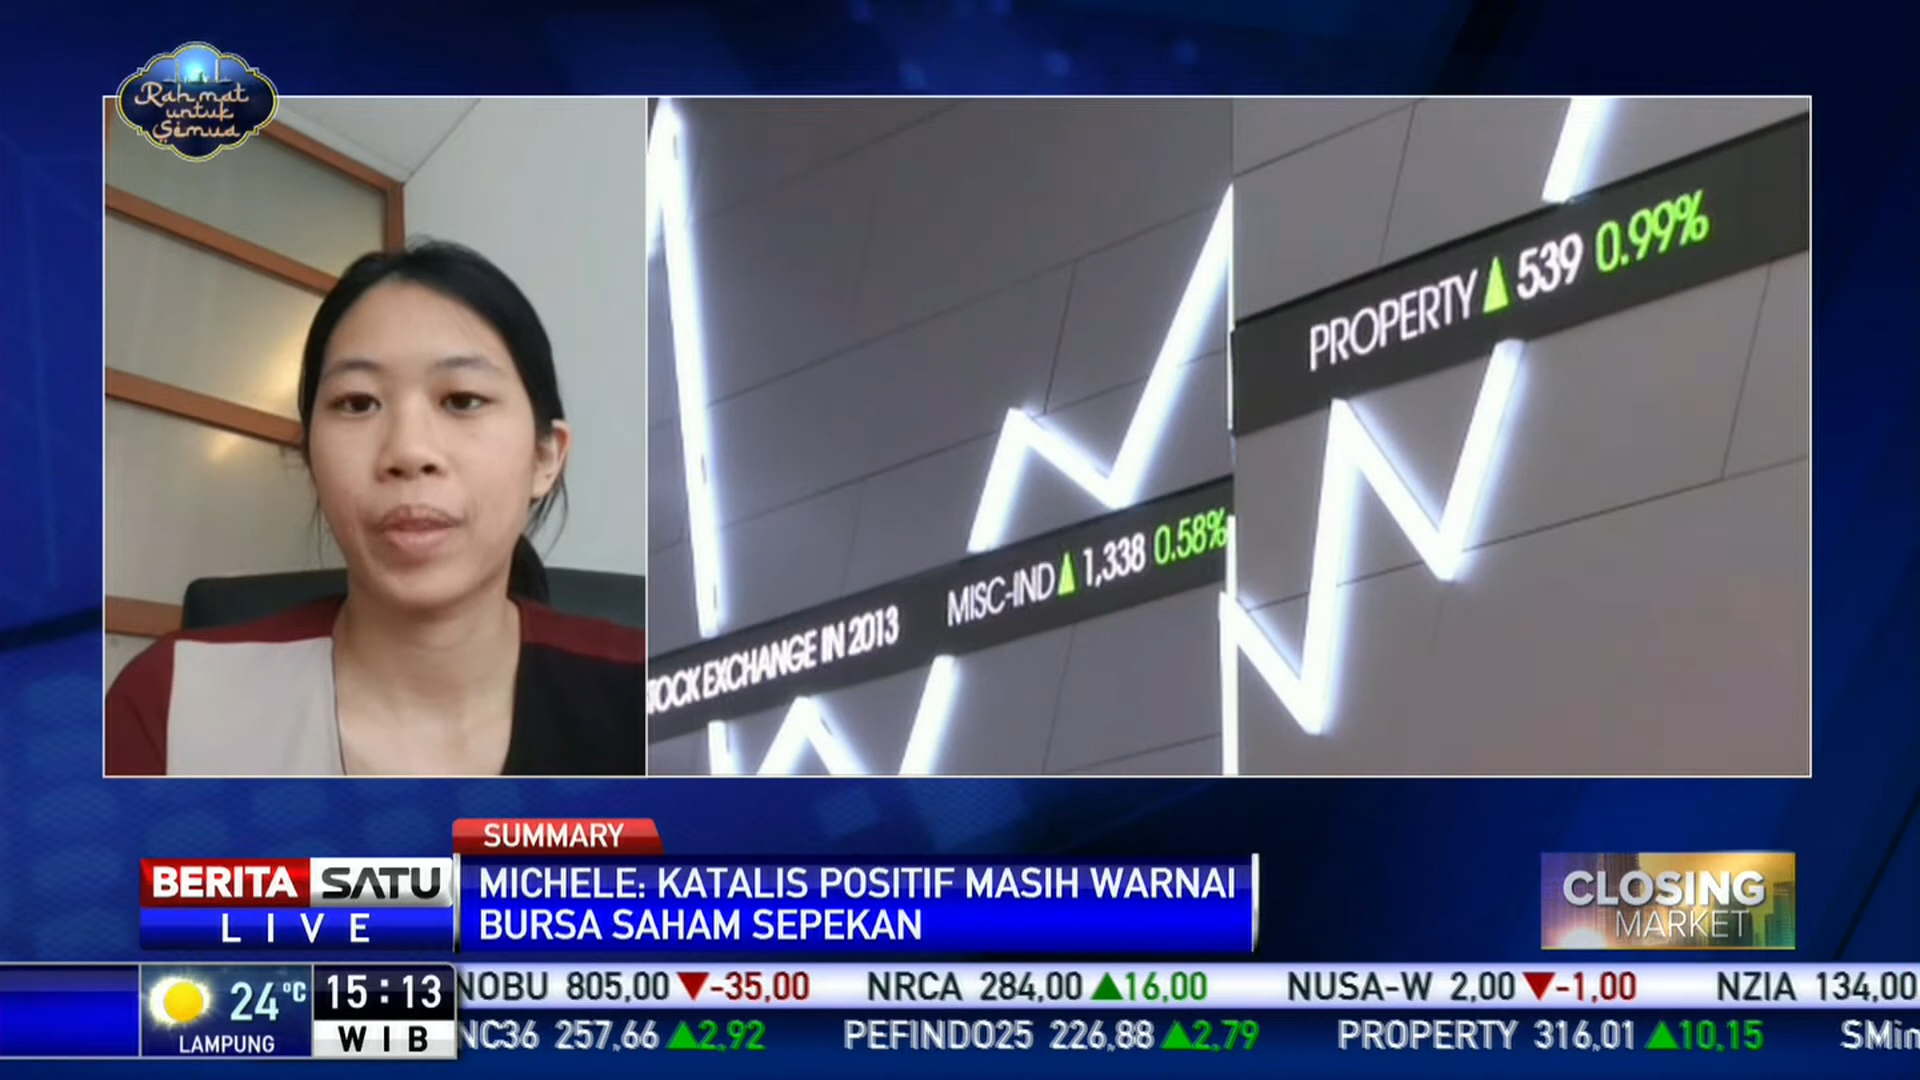 Rahmat
untuk
Semua
PROPERTY ▲ 539 0.99%
MISC-IND ▲ 1,338 0.58%
STOCK EXCHANGE IN 2013
SUMMARY
BERITA SATU
LIVE
MICHELE: KATALIS POSITIF MASIH WARNAI
BURSA SAHAM SEPEKAN
CLOSING
MARKET
24°C
LAMPUNG
15:13
WIB
NOBU 805,00 ▼-35,00 NRCA 284,00 ▲16,00 NUSA-W 2,00 ▼-1,00 NZIA 134,00
NC36 257,66 ▲2,92 PEFINDO25 226,88 ▲2,79 PROPERTY 316,01 ▲10,15 SMin